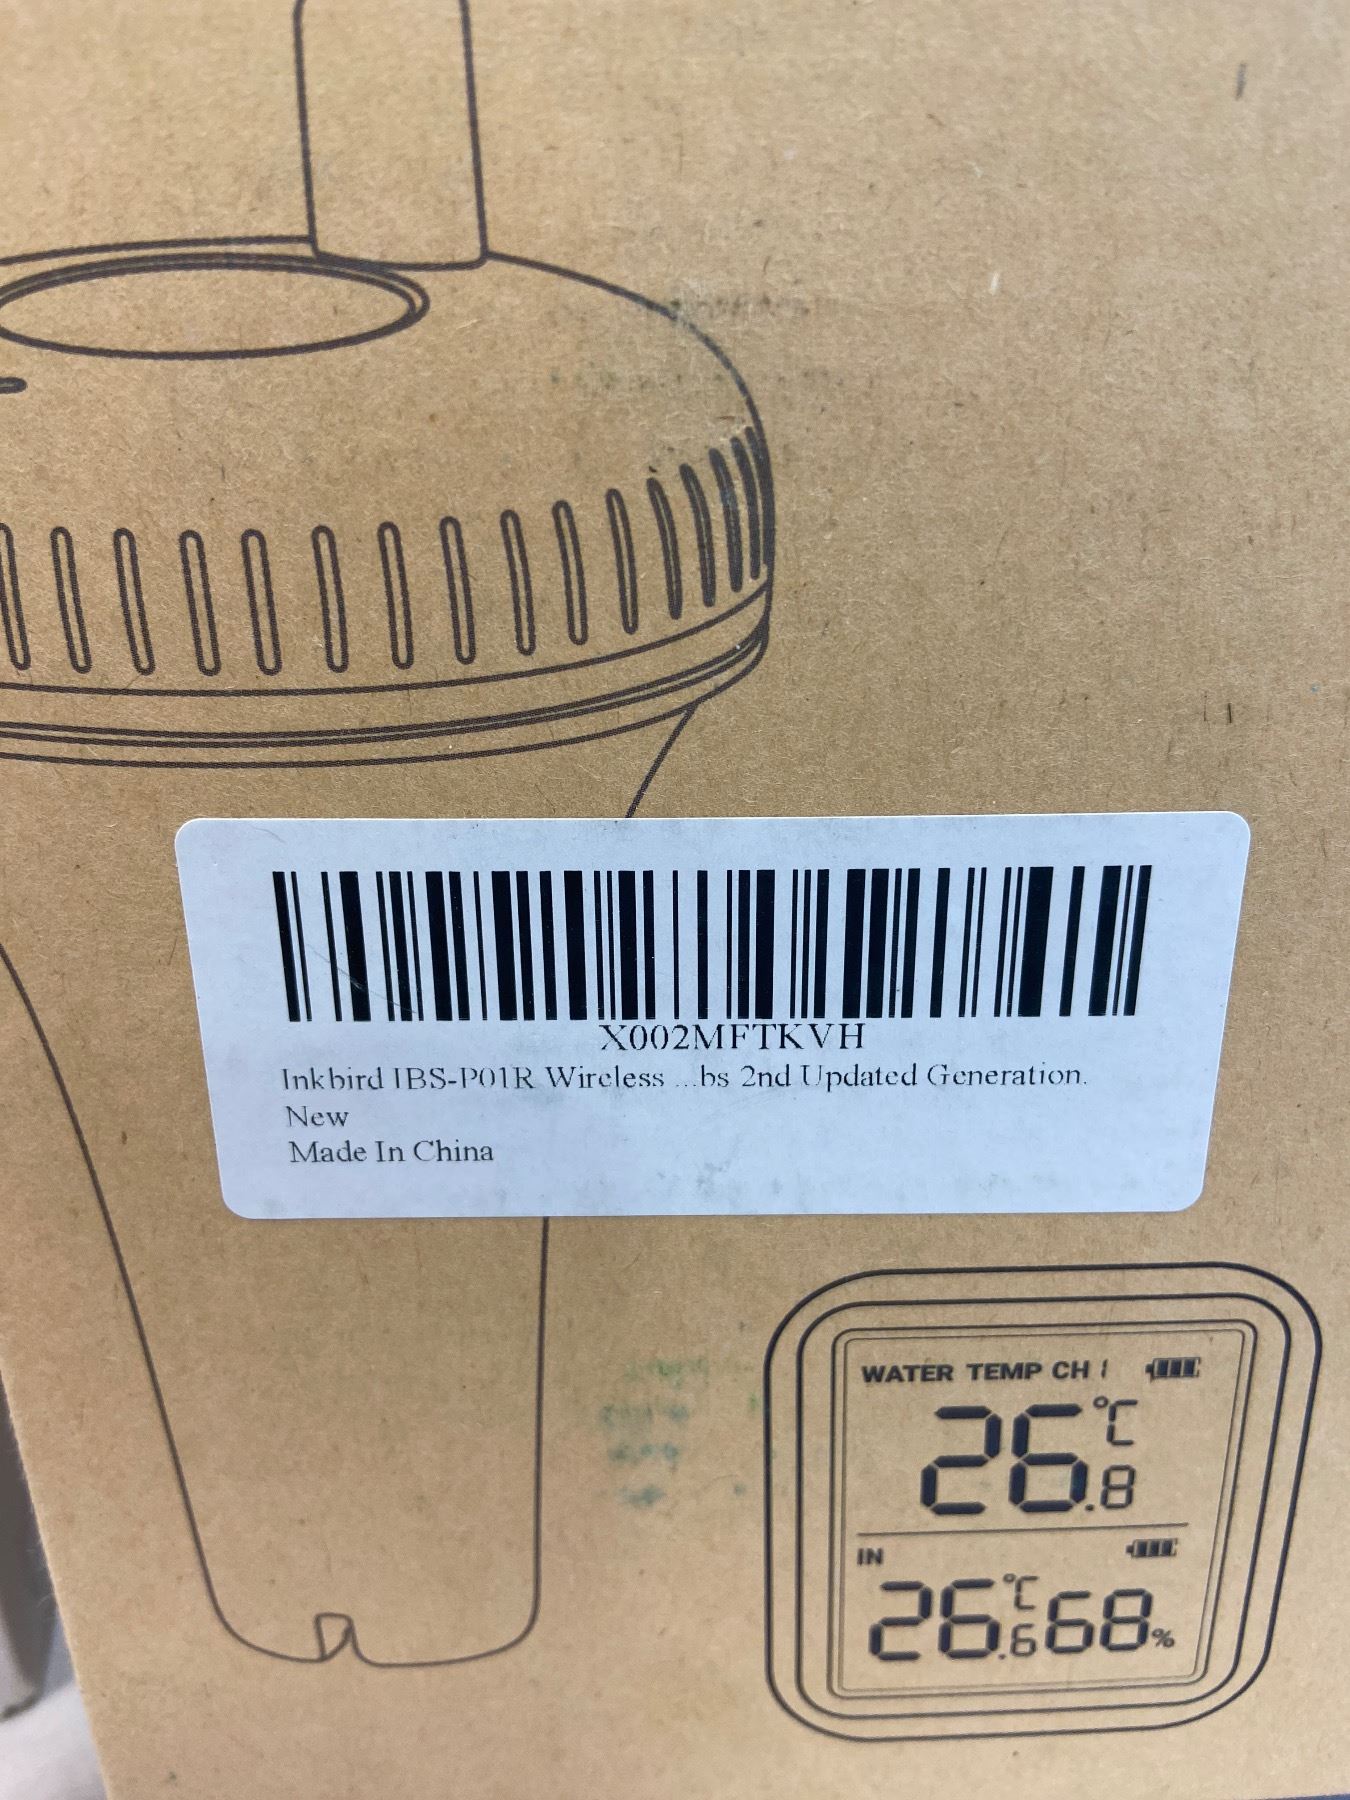 X002MFTKVH
Inkbird IBS-P01R Wireless ...bs 2nd Updated Generation.
New
Made In China
WATER TEMP CH 1
26.8 °C
IN
26.6 °C 68%